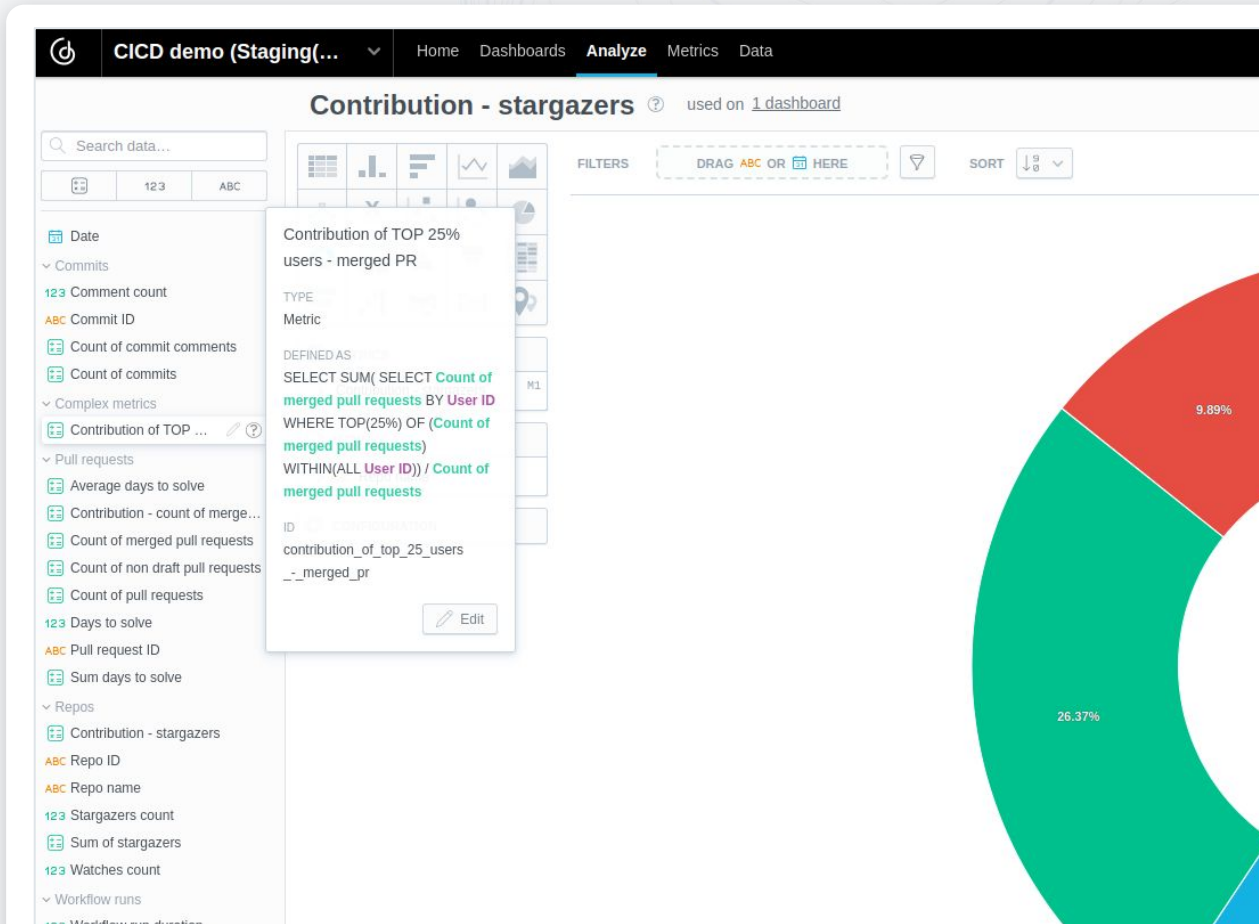 CICD demo (Staging(...
Home Dashboards Analyze Metrics Data
Contribution - stargazers ? used on 1 dashboard
Search data...
123 ABC
FILTERS DRAG ABC OR 31 HERE SORT
Date
Commits
123 Comment count
ABC Commit ID
Count of commit comments
Count of commits
Complex metrics
Contribution of TOP ... ?
Pull requests
Average days to solve
Contribution - count of merge...
Count of merged pull requests
Count of non draft pull requests
Count of pull requests
123 Days to solve
ABC Pull request ID
Sum days to solve
Repos
Contribution - stargazers
ABC Repo ID
ABC Repo name
123 Stargazers count
Sum of stargazers
123 Watches count
Workflow runs
123 Workflow run duration
Contribution of TOP 25%
users - merged PR
TYPE
Metric
DEFINED AS
SELECT SUM( SELECT Count of
merged pull requests BY User ID
WHERE TOP(25%) OF (Count of
merged pull requests)
WITHIN(ALL User ID)) / Count of
merged pull requests
ID
contribution_of_top_25_users
_-_merged_pr
Edit
M1
9.89%
26.37%